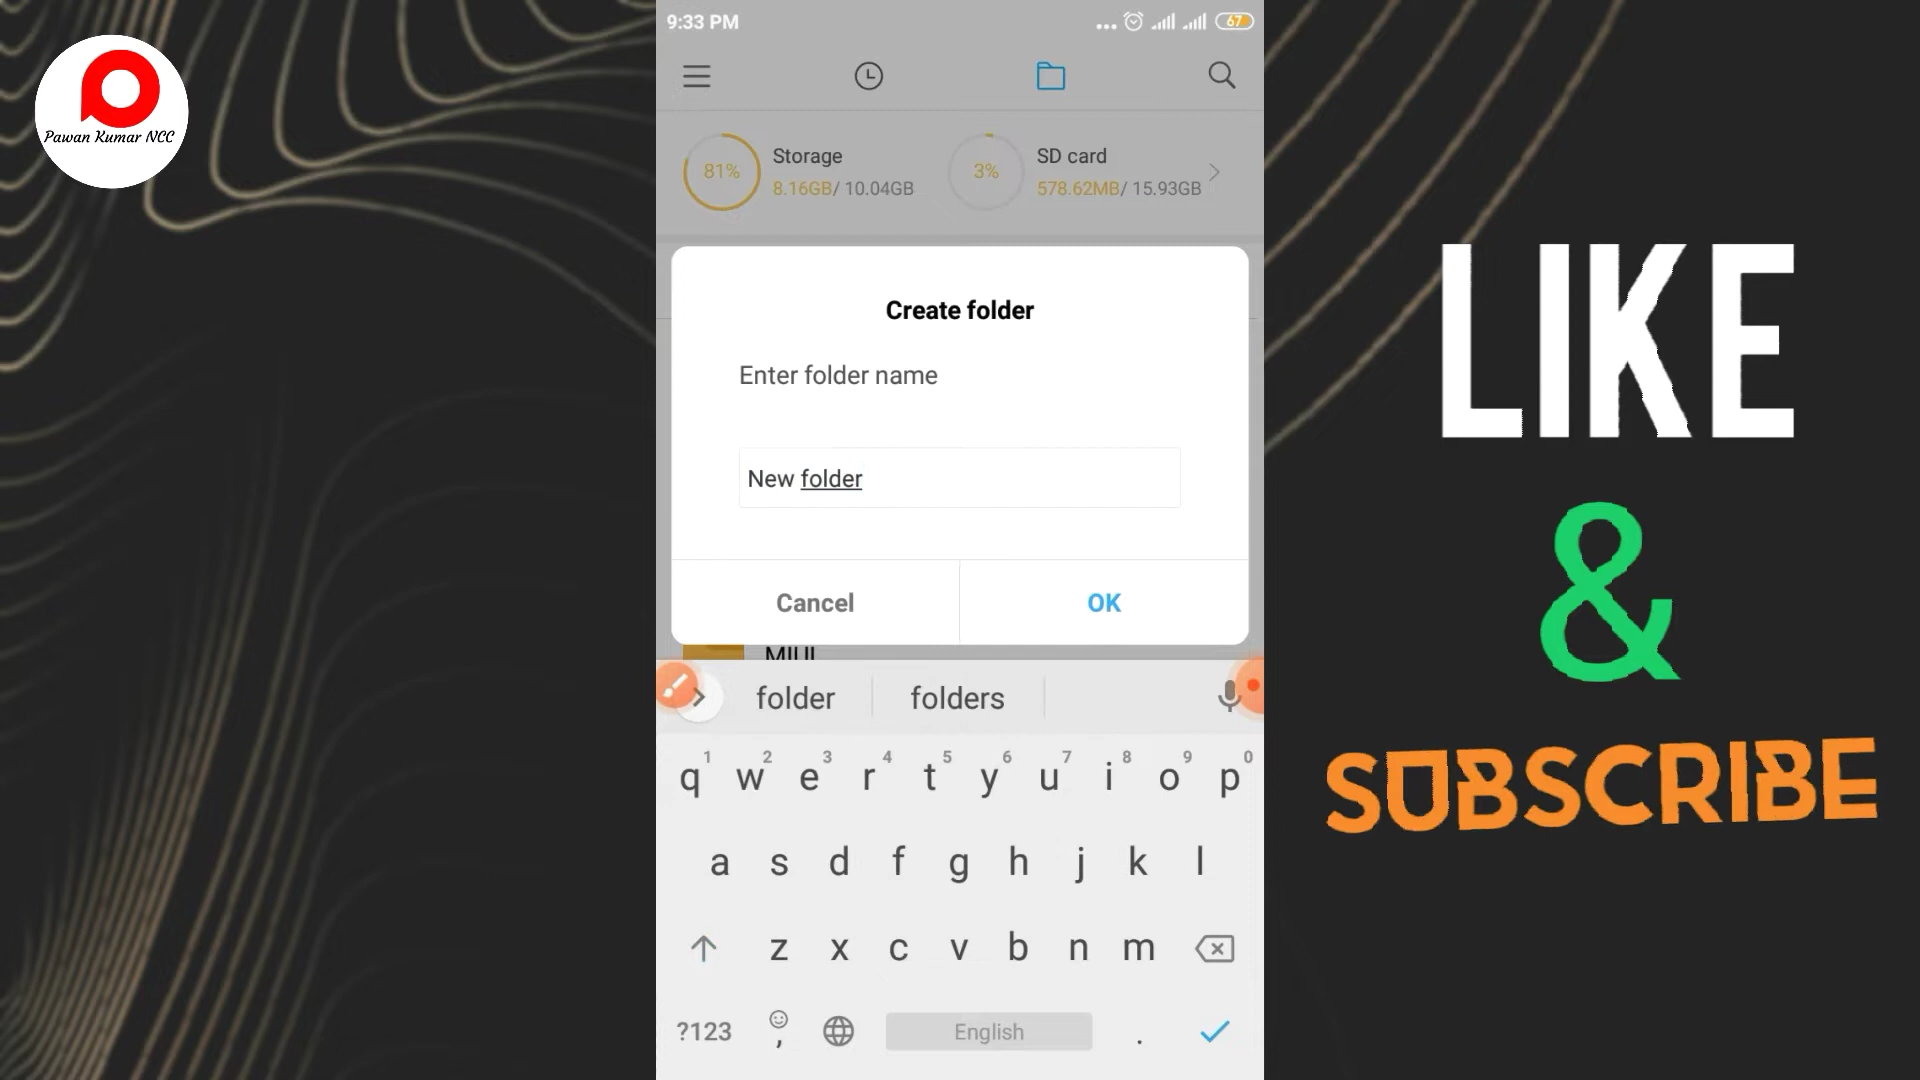 Pawan Kumar NCC
9:33 PM
67
81%
Storage
8.16GB/ 10.04GB
3%
SD card
578.62MB/ 15.93GB
Create folder
Enter folder name
New folder
Cancel
OK
MIUI
folder
folders
1 2 3 4 5 6 7 8 9 0
q w e r t y u i o p
a s d f g h j k l
z x c v b n m
?123 , English .
LIKE
&
SUBSCRIBE